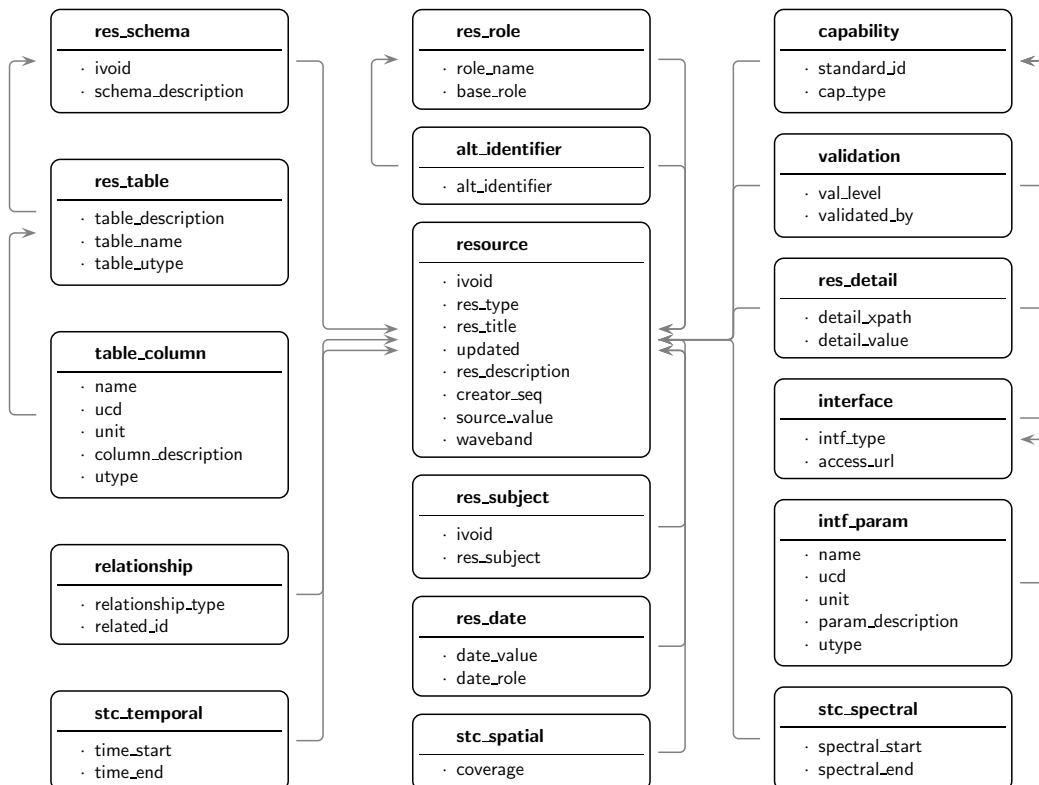 res_schema
· ivoid
· schema_description
res_table
· table_description
· table_name
· table_utype
table_column
· name
· ucd
· unit
· column_description
· utype
relationship
· relationship_type
· related_id
stc_temporal
· time_start
· time_end
res_role
· role_name
· base_role
alt_identifier
· alt_identifier
resource
· ivoid
· res_type
· res_title
· updated
· res_description
· creator_seq
· source_value
· waveband
res_subject
· ivoid
· res_subject
res_date
· date_value
· date_role
stc_spatial
· coverage
capability
· standard_id
· cap_type
validation
· val_level
· validated_by
res_detail
· detail_xpath
· detail_value
interface
· intf_type
· access_url
intf_param
· name
· ucd
· unit
· param_description
· utype
stc_spectral
· spectral_start
· spectral_end